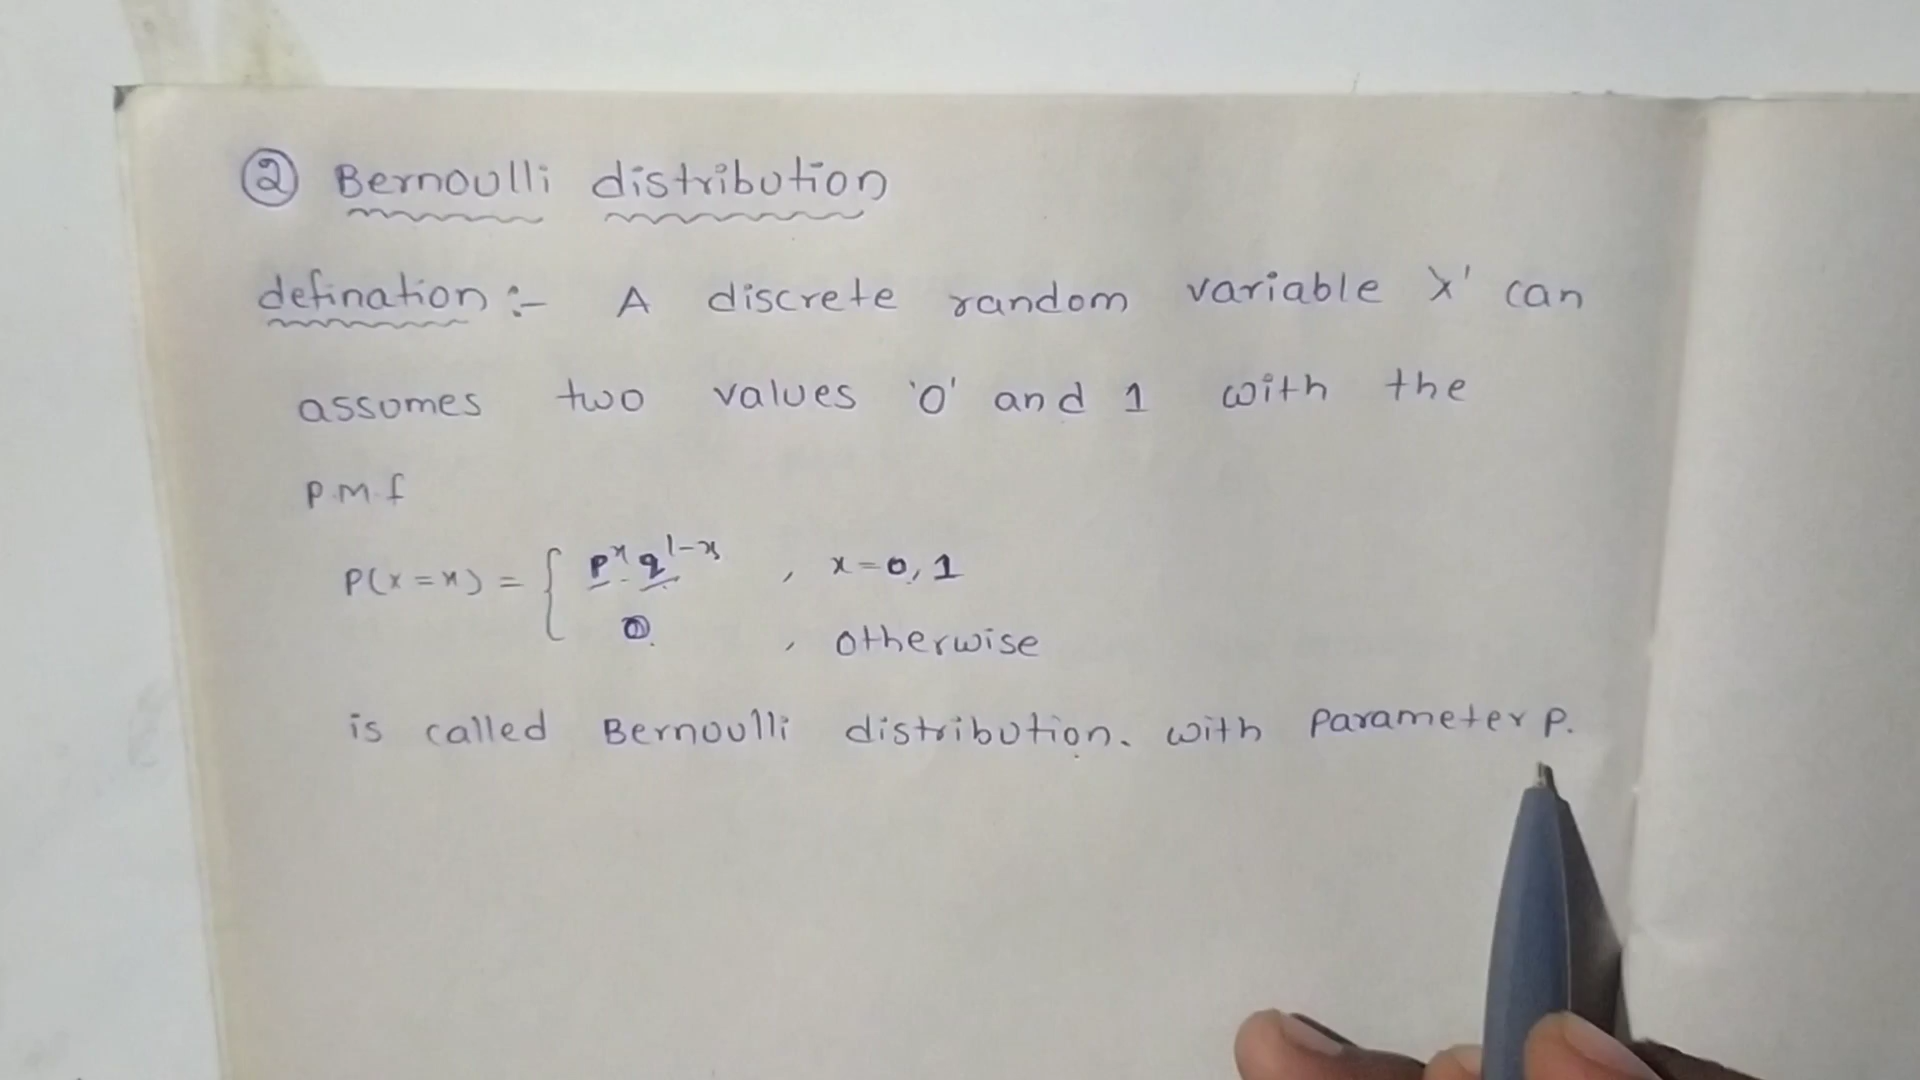 ② Bernoulli distribution
defination :- A discrete random variable 'X' can
assumes two values '0' and 1 with the
P.M.f
P(x=x) = { p^x q^1-x , x=0,1
0 , otherwise
is called Bernoulli distribution. with parameter p.